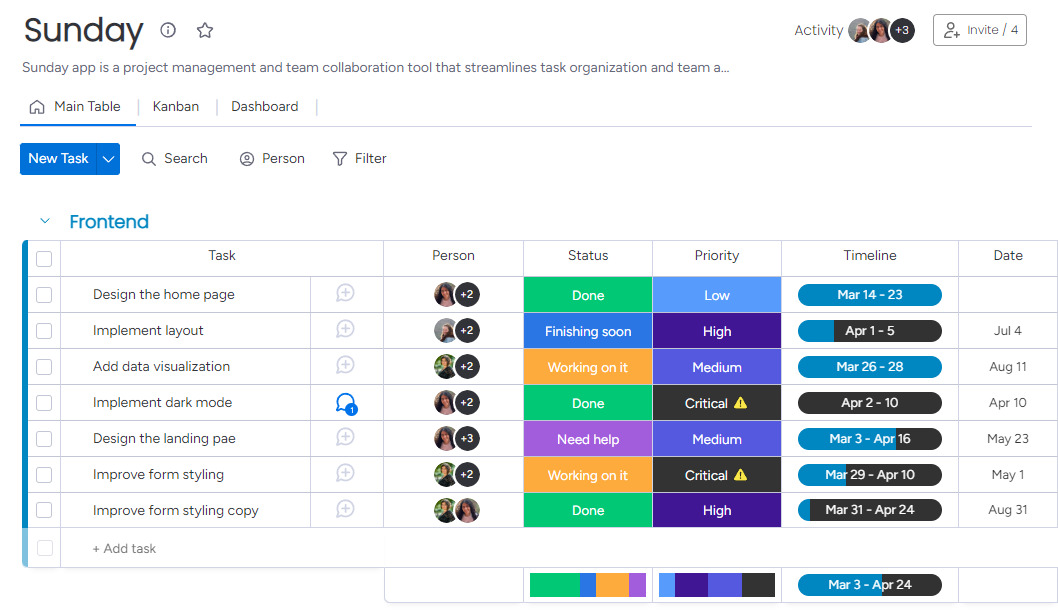 Sunday
Activity +3 Invite / 4
Sunday app is a project management and team collaboration tool that streamlines task organization and team a...
Main Table Kanban Dashboard
New Task Search Person Filter
Frontend
Task Person Status Priority Timeline Date
Design the home page +2 Done Low Mar 14 - 23
Implement layout +2 Finishing soon High Apr 1 - 5 Jul 4
Add data visualization +2 Working on it Medium Mar 26 - 28 Aug 11
Implement dark mode 1 +2 Done Critical Apr 2 - 10 Apr 10
Design the landing pae +3 Need help Medium Mar 3 - Apr 16 May 23
Improve form styling +2 Working on it Critical Mar 29 - Apr 10 May 1
Improve form styling copy Done High Mar 31 - Apr 24 Aug 31
+ Add task
Mar 3 - Apr 24